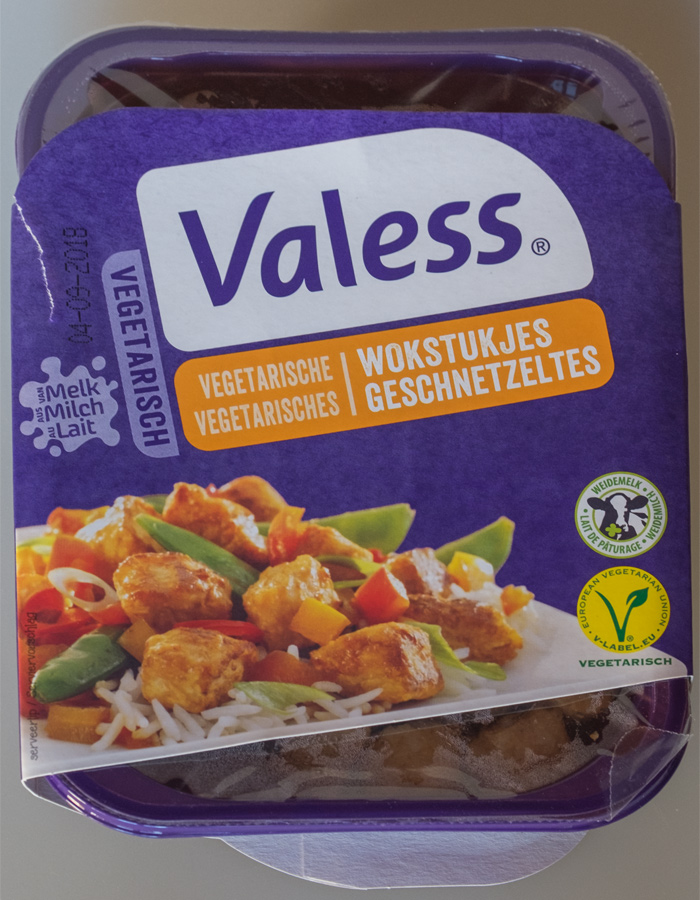 Valess®
04-09-2018
VEGETARISCH
VEGETARISCHE
VEGETARISCHES
WOKSTUKJES
GESCHNETZELTES
VAN Melk
AUS Milch
AU Lait
WEIDEMELK • WEIDEMILCH • LAIT DE PÂTURAGE •
EUROPEAN VEGETARIAN UNION
• V-LABEL.EU •
VEGETARISCH